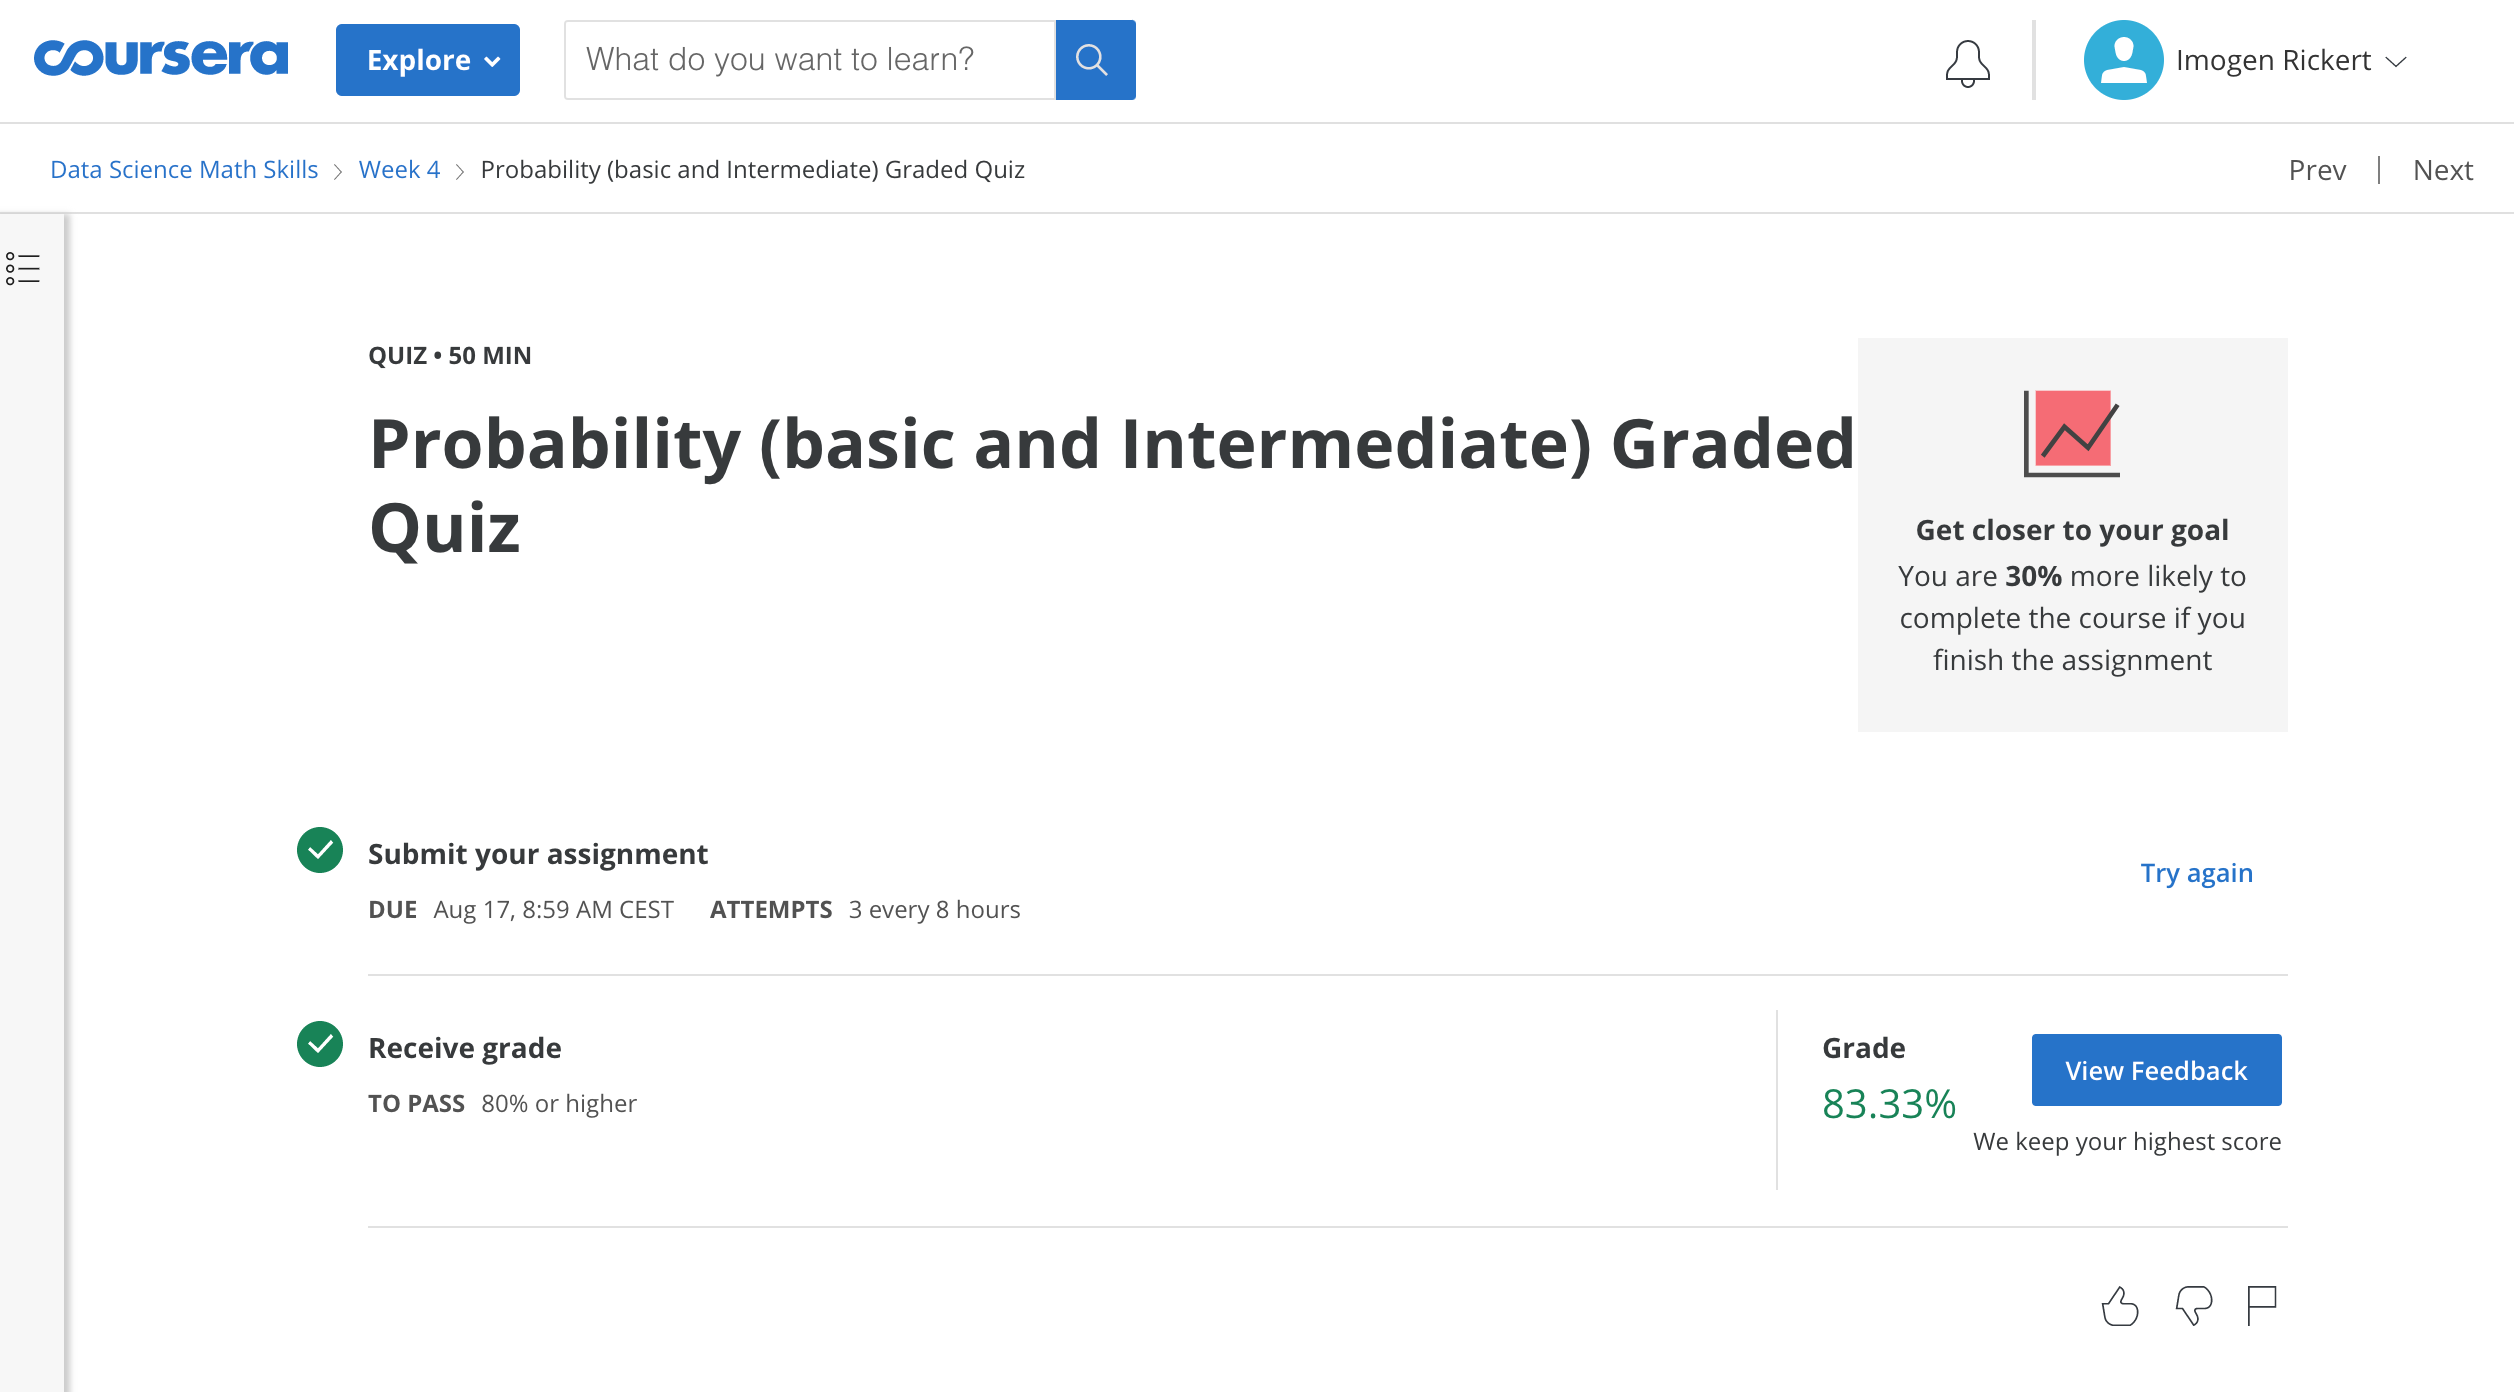 coursera
Explore
What do you want to learn?
Imogen Rickert
Data Science Math Skills
Week 4
Probability (basic and Intermediate) Graded Quiz
Prev
Next
QUIZ • 50 MIN
Probability (basic and Intermediate) Graded
Quiz
Get closer to your goal
You are 30% more likely to
complete the course if you
finish the assignment
Submit your assignment
DUE Aug 17, 8:59 AM CEST ATTEMPTS 3 every 8 hours
Try again
Receive grade
TO PASS 80% or higher
Grade
83.33%
View Feedback
We keep your highest score